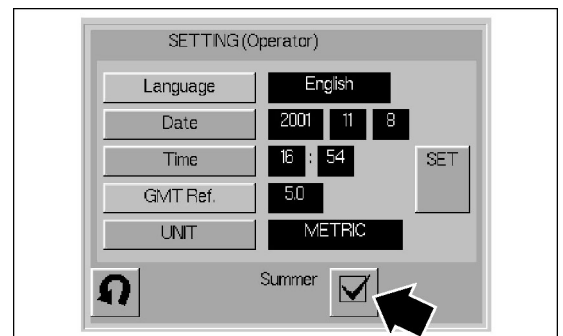 SETTING (Operator)
Language English
Date 2001 11 8
Time 16 : 54 SET
GMT Ref. 5.0
UNIT METRIC
Summer